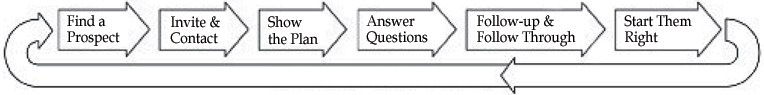 Find a
Prospect
Invite &
Contact
Show
the Plan
Answer
Questions
Follow-up &
Follow Through
Start Them
Right